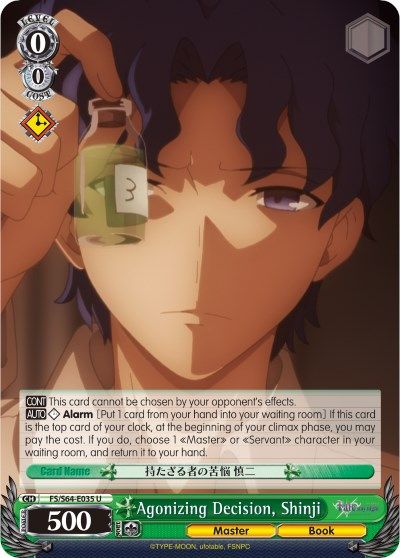 LEVEL
0
0
COST
3
CONT This card cannot be chosen by your opponent's effects.
AUTO Alarm [Put 1 card from your hand into your waiting room] If this card
is the top card of your clock, at the beginning of your climax phase, you may
pay the cost. If you do, choose 1 «Master» or «Servant» character in your
waiting room, and return it to your hand.
Card Name 持たざる者の苦悩 慎二
CH FS/S64-E035 U
Agonizing Decision, Shinji
POWER 500
Master Book
©TYPE-MOON, ufotable, FSNPC